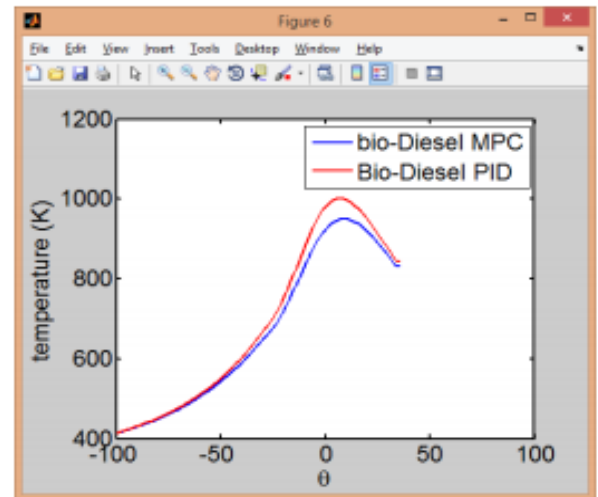 Figure 6
File Edit View Insert Tools Desktop Window Help
1200
1000
800
600
400
temperature (K)
bio-Diesel MPC
Bio-Diesel PID
-100 -50 0 50 100
θ